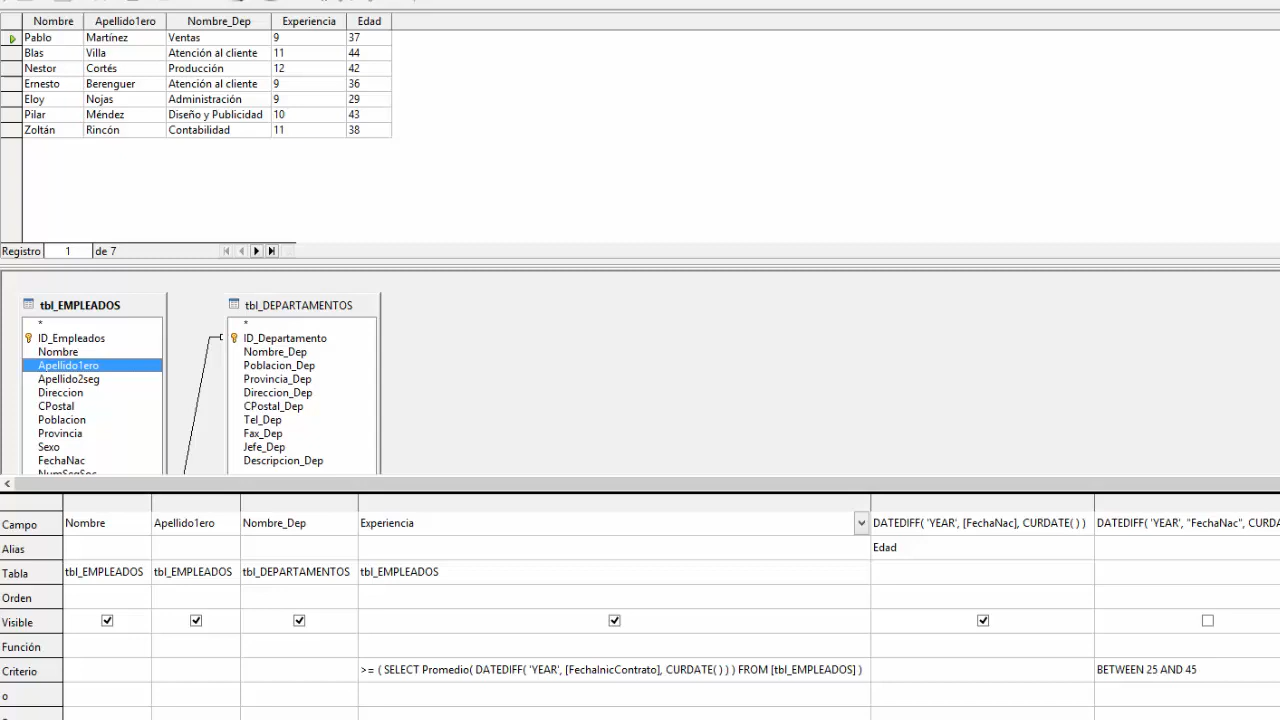 Nombre Apellido1ero Nombre_Dep Experiencia Edad
Pablo Martínez Ventas 9 37
Blas Villa Atención al cliente 11 44
Nestor Cortés Producción 12 42
Ernesto Berenguer Atención al cliente 9 36
Eloy Nojas Administración 9 29
Pilar Méndez Diseño y Publicidad 10 43
Zoltán Rincón Contabilidad 11 38
Registro 1 de 7
tbl_EMPLEADOS
*
ID_Empleados
Nombre
Apellido1ero
Apellido2seg
Direccion
CPostal
Poblacion
Provincia
Sexo
FechaNac
tbl_DEPARTAMENTOS
*
ID_Departamento
Nombre_Dep
Poblacion_Dep
Provincia_Dep
Direccion_Dep
CPostal_Dep
Tel_Dep
Fax_Dep
Jefe_Dep
Descripcion_Dep
Campo Nombre Apellido1ero Nombre_Dep Experiencia DATEDIFF( 'YEAR', [FechaNac], CURDATE( ) ) DATEDIFF( 'YEAR', "FechaNac", CURDA
Alias Edad
Tabla tbl_EMPLEADOS tbl_EMPLEADOS tbl_DEPARTAMENTOS tbl_EMPLEADOS
Orden
Visible
Función
Criterio >= ( SELECT Promedio( DATEDIFF( 'YEAR', [FechaInicContrato], CURDATE( ) ) ) FROM [tbl_EMPLEADOS] ) BETWEEN 25 AND 45
o